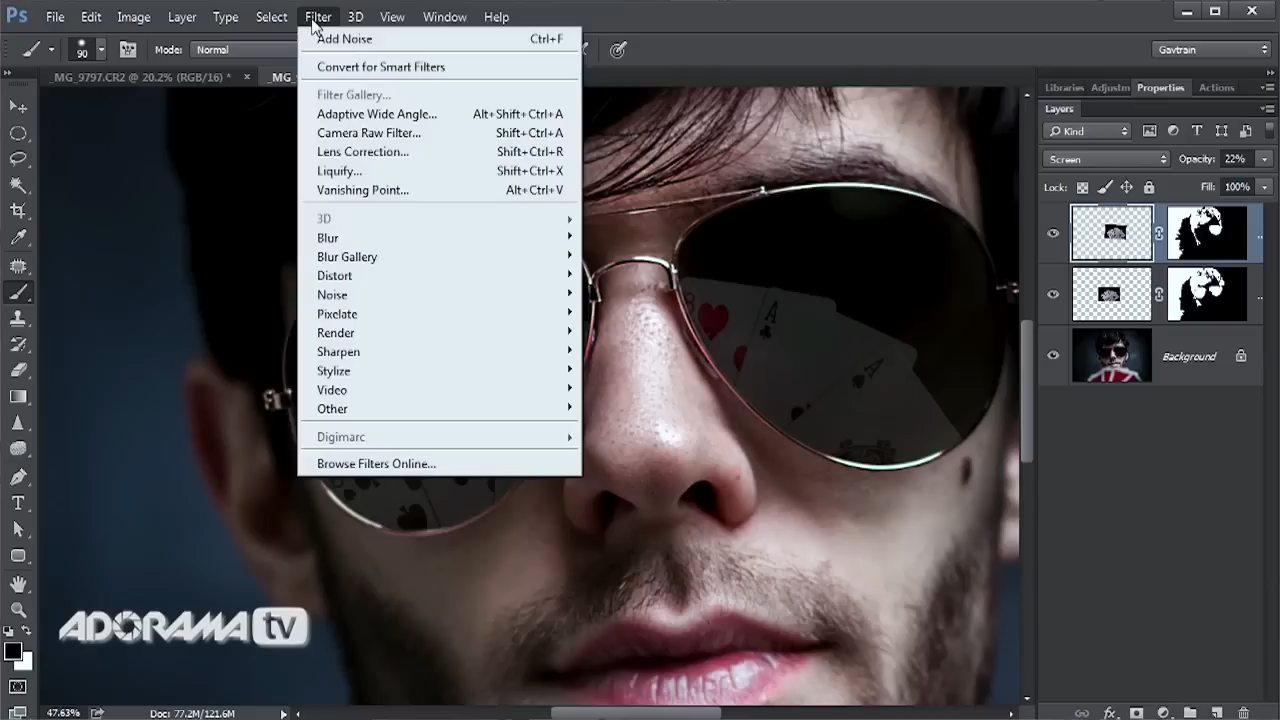 Ps File Edit Image Layer Type Select Filter 3D View Window Help
90 Mode: Normal Gavtrain
_MG_9797.CR2 @ 20.2% (RGB/16) * × _MG_
Add Noise Ctrl+F
Convert for Smart Filters
Filter Gallery...
Adaptive Wide Angle... Alt+Shift+Ctrl+A
Camera Raw Filter... Shift+Ctrl+A
Lens Correction... Shift+Ctrl+R
Liquify... Shift+Ctrl+X
Vanishing Point... Alt+Ctrl+V
3D
Blur
Blur Gallery
Distort
Noise
Pixelate
Render
Sharpen
Stylize
Video
Other
Digimarc
Browse Filters Online...
Libraries Adjustm Properties Actions
Layers
Kind
Screen Opacity: 22%
Lock: Fill: 100%
Background
A
A
ADORAMA tv
47.63% Doc: 77.2M/121.6M